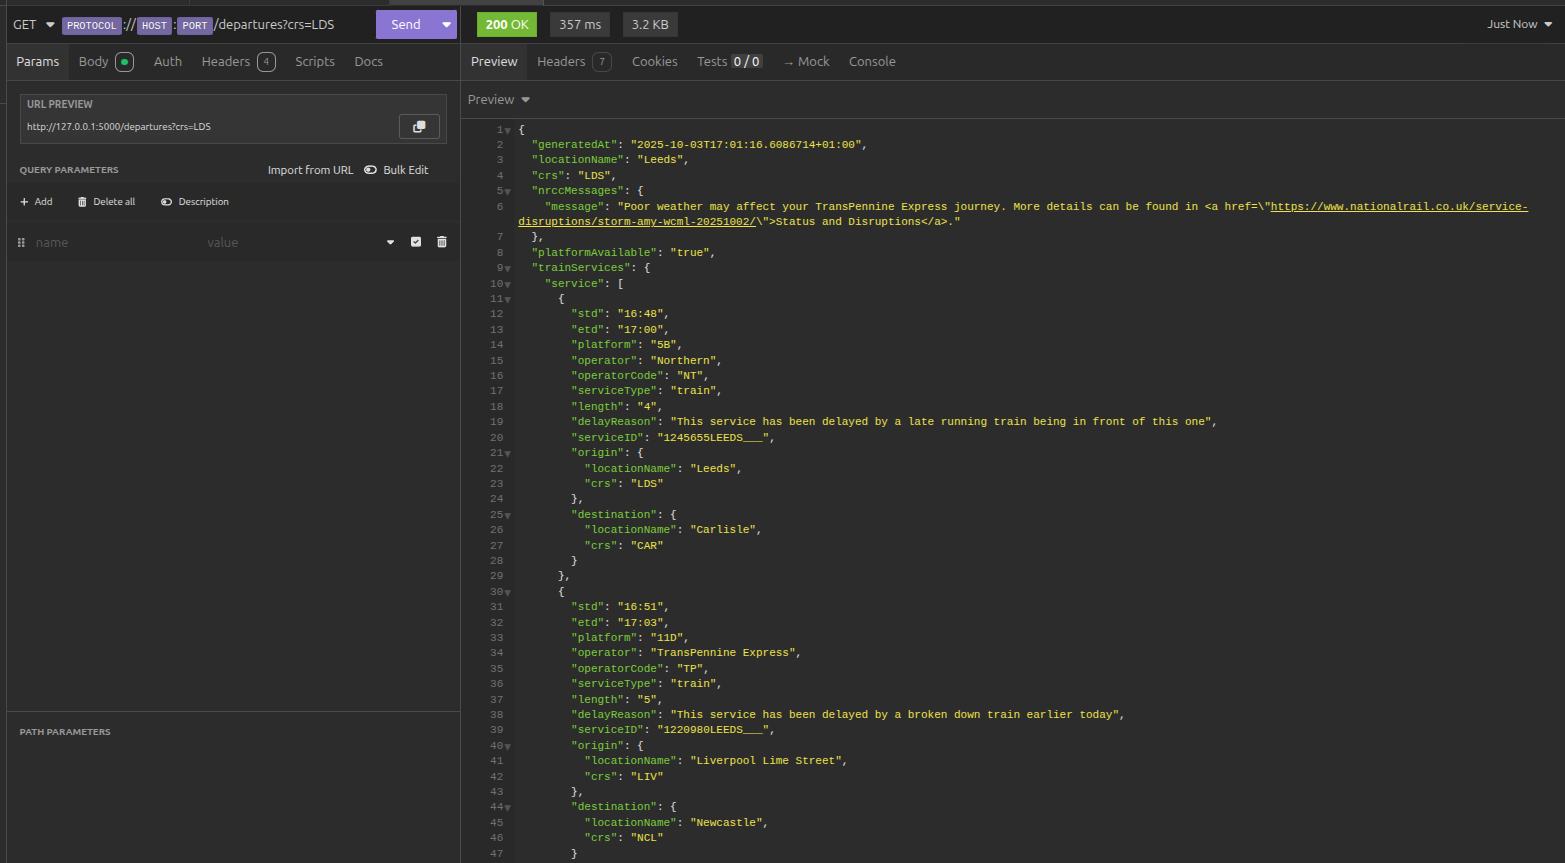 GET PROTOCOL :// HOST : PORT /departures?crs=LDS Send 200 OK 357 ms 3.2 KB Just Now
Params Body Auth Headers 4 Scripts Docs
Preview Headers 7 Cookies Tests 0 / 0 → Mock Console
URL PREVIEW
http://127.0.0.1:5000/departures?crs=LDS
QUERY PARAMETERS Import from URL Bulk Edit
+ Add Delete all Description
name value
PATH PARAMETERS
Preview
1 {
2 "generatedAt": "2025-10-03T17:01:16.6086714+01:00",
3 "locationName": "Leeds",
4 "crs": "LDS",
5 "nrccMessages": {
6 "message": "Poor weather may affect your TransPennine Express journey. More details can be found in <a href=\"https://www.nationalrail.co.uk/service-
disruptions/storm-amy-wcml-20251002/\">Status and Disruptions</a>."
7 },
8 "platformAvailable": "true",
9 "trainServices": {
10 "service": [
11 {
12 "std": "16:48",
13 "etd": "17:00",
14 "platform": "5B",
15 "operator": "Northern",
16 "operatorCode": "NT",
17 "serviceType": "train",
18 "length": "4",
19 "delayReason": "This service has been delayed by a late running train being in front of this one",
20 "serviceID": "1245655LEEDS___",
21 "origin": {
22 "locationName": "Leeds",
23 "crs": "LDS"
24 },
25 "destination": {
26 "locationName": "Carlisle",
27 "crs": "CAR"
28 }
29 },
30 {
31 "std": "16:51",
32 "etd": "17:03",
33 "platform": "11D",
34 "operator": "TransPennine Express",
35 "operatorCode": "TP",
36 "serviceType": "train",
37 "length": "5",
38 "delayReason": "This service has been delayed by a broken down train earlier today",
39 "serviceID": "1220980LEEDS___",
40 "origin": {
41 "locationName": "Liverpool Lime Street",
42 "crs": "LIV"
43 },
44 "destination": {
45 "locationName": "Newcastle",
46 "crs": "NCL"
47 }